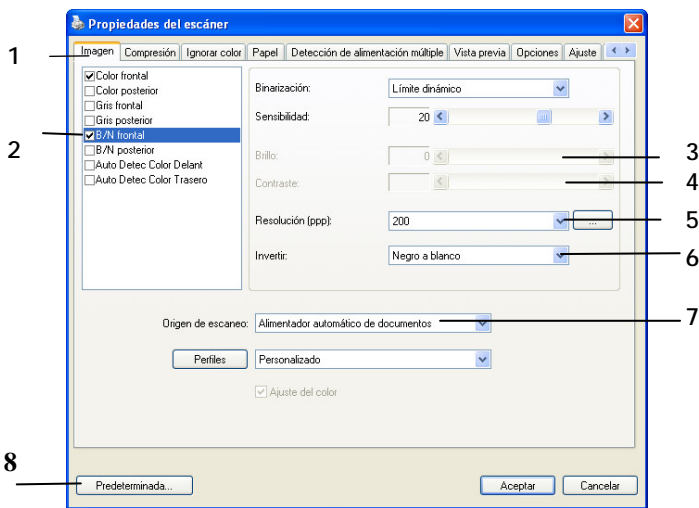 Propiedades del escáner
1
Imagen Compresión Ignorar color Papel Detección de alimentación múltiple Vista previa Opciones Ajuste
Color frontal
Color posterior
Gris frontal
Gris posterior
2
B/N frontal
B/N posterior
Auto Detec Color Delant
Auto Detec Color Trasero
Binarización: Límite dinámico
Sensibilidad: 20
Brillo: 0
3
Contraste:
4
Resolución (ppp): 200 ...
5
Invertir: Negro a blanco
6
Origen de escaneo: Alimentador automático de documentos
7
Perfiles Personalizado
Ajuste del color
8
Predeterminada... Aceptar Cancelar